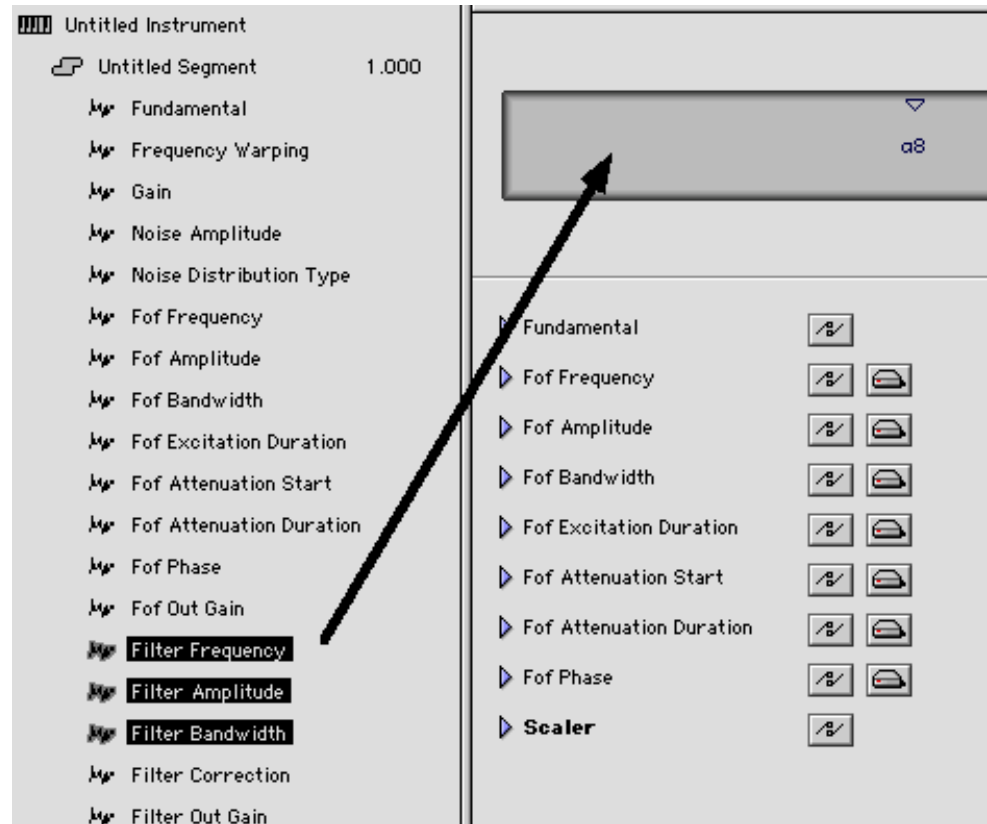 Untitled Instrument
Untitled Segment 1.000
Fundamental
Frequency Warping
Gain
Noise Amplitude
Noise Distribution Type
Fof Frequency
Fof Amplitude
Fof Bandwidth
Fof Excitation Duration
Fof Attenuation Start
Fof Attenuation Duration
Fof Phase
Fof Out Gain
Filter Frequency
Filter Amplitude
Filter Bandwidth
Filter Correction
Filter Out Gain
a8
Fundamental
Fof Frequency
Fof Amplitude
Fof Bandwidth
Fof Excitation Duration
Fof Attenuation Start
Fof Attenuation Duration
Fof Phase
Scaler